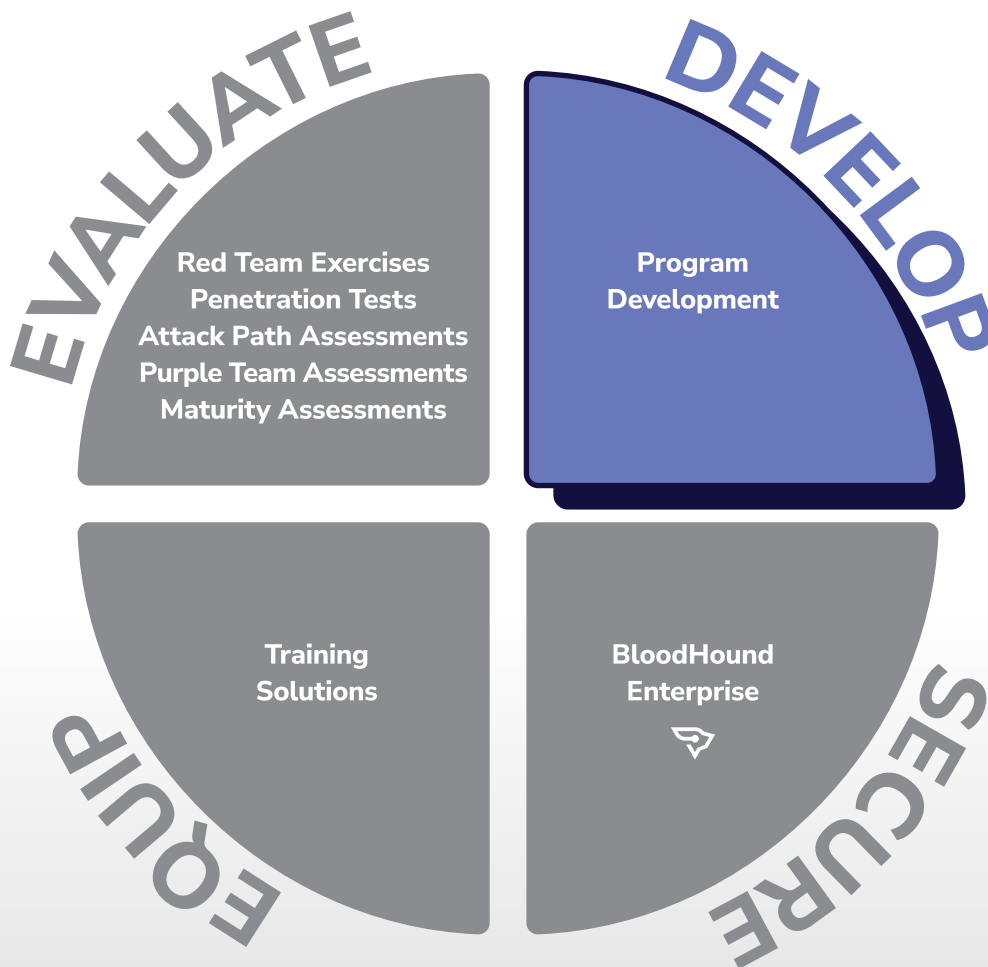 EVALUATE
Red Team Exercises
Penetration Tests
Attack Path Assessments
Purple Team Assessments
Maturity Assessments
DEVELOP
Program
Development
EQUIP
Training
Solutions
SECURE
BloodHound
Enterprise